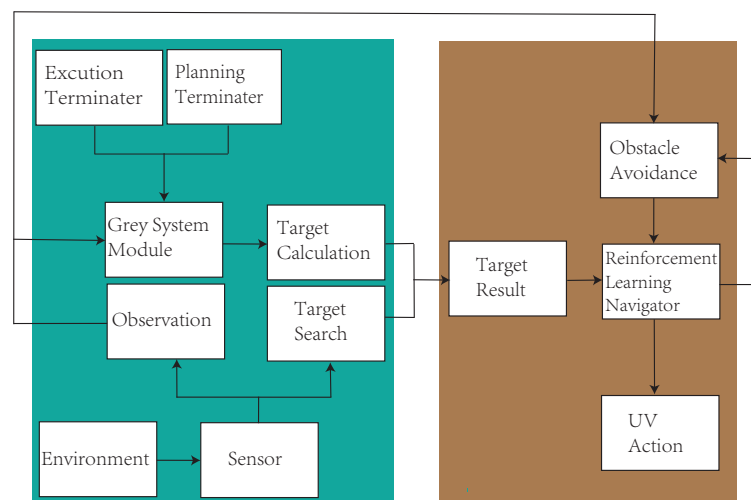 Excution
Terminater
Planning
Terminater
Obstacle
Avoidance
Grey System
Module
Target
Calculation
Target
Result
Reinforcement
Learning
Navigator
Observation
Target
Search
Environment
Sensor
UV
Action